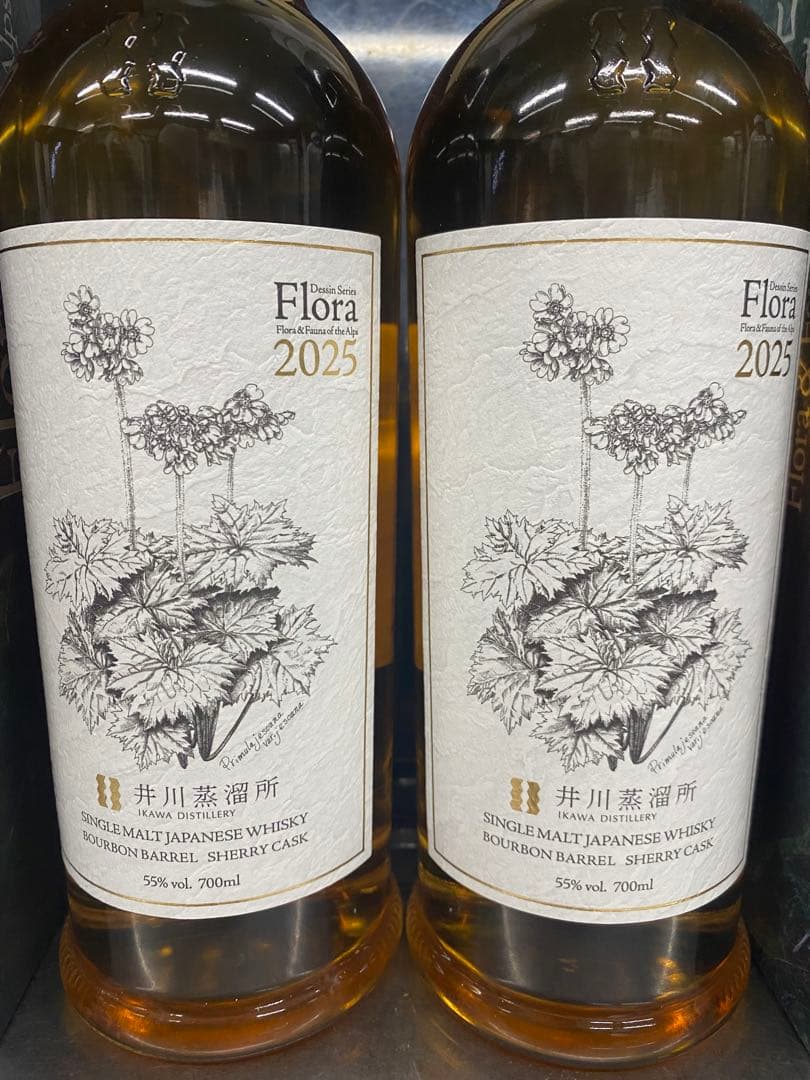 Dessin Series
Flora
Flora & Fauna of the Alps
2025
Primula jesoana
var. jesoana
井川蒸溜所
IKAWA DISTILLERY
SINGLE MALT JAPANESE WHISKY
BOURBON BARREL SHERRY CASK
55% vol. 700ml
Dessin Series
Flora
Flora & Fauna of the Alps
2025
Primula jesoana
var. jesoana
井川蒸溜所
IKAWA DISTILLERY
SINGLE MALT JAPANESE WHISKY
BOURBON BARREL SHERRY CASK
55% vol. 700ml